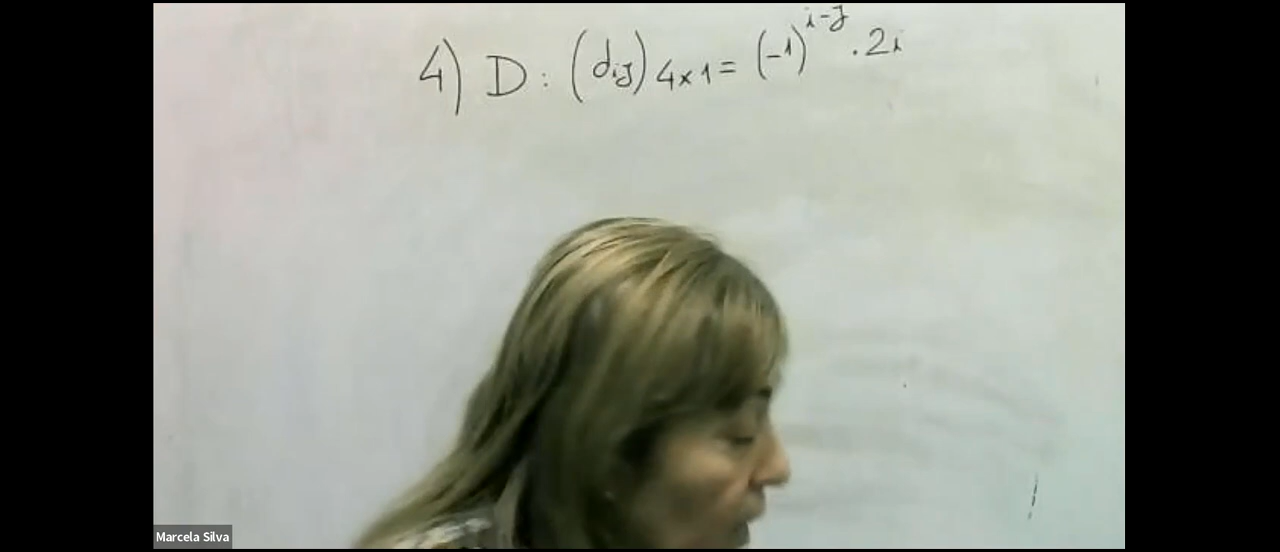 4) D : (dij) 4x1 = (-1)^i-j . 2i
Marcela Silva